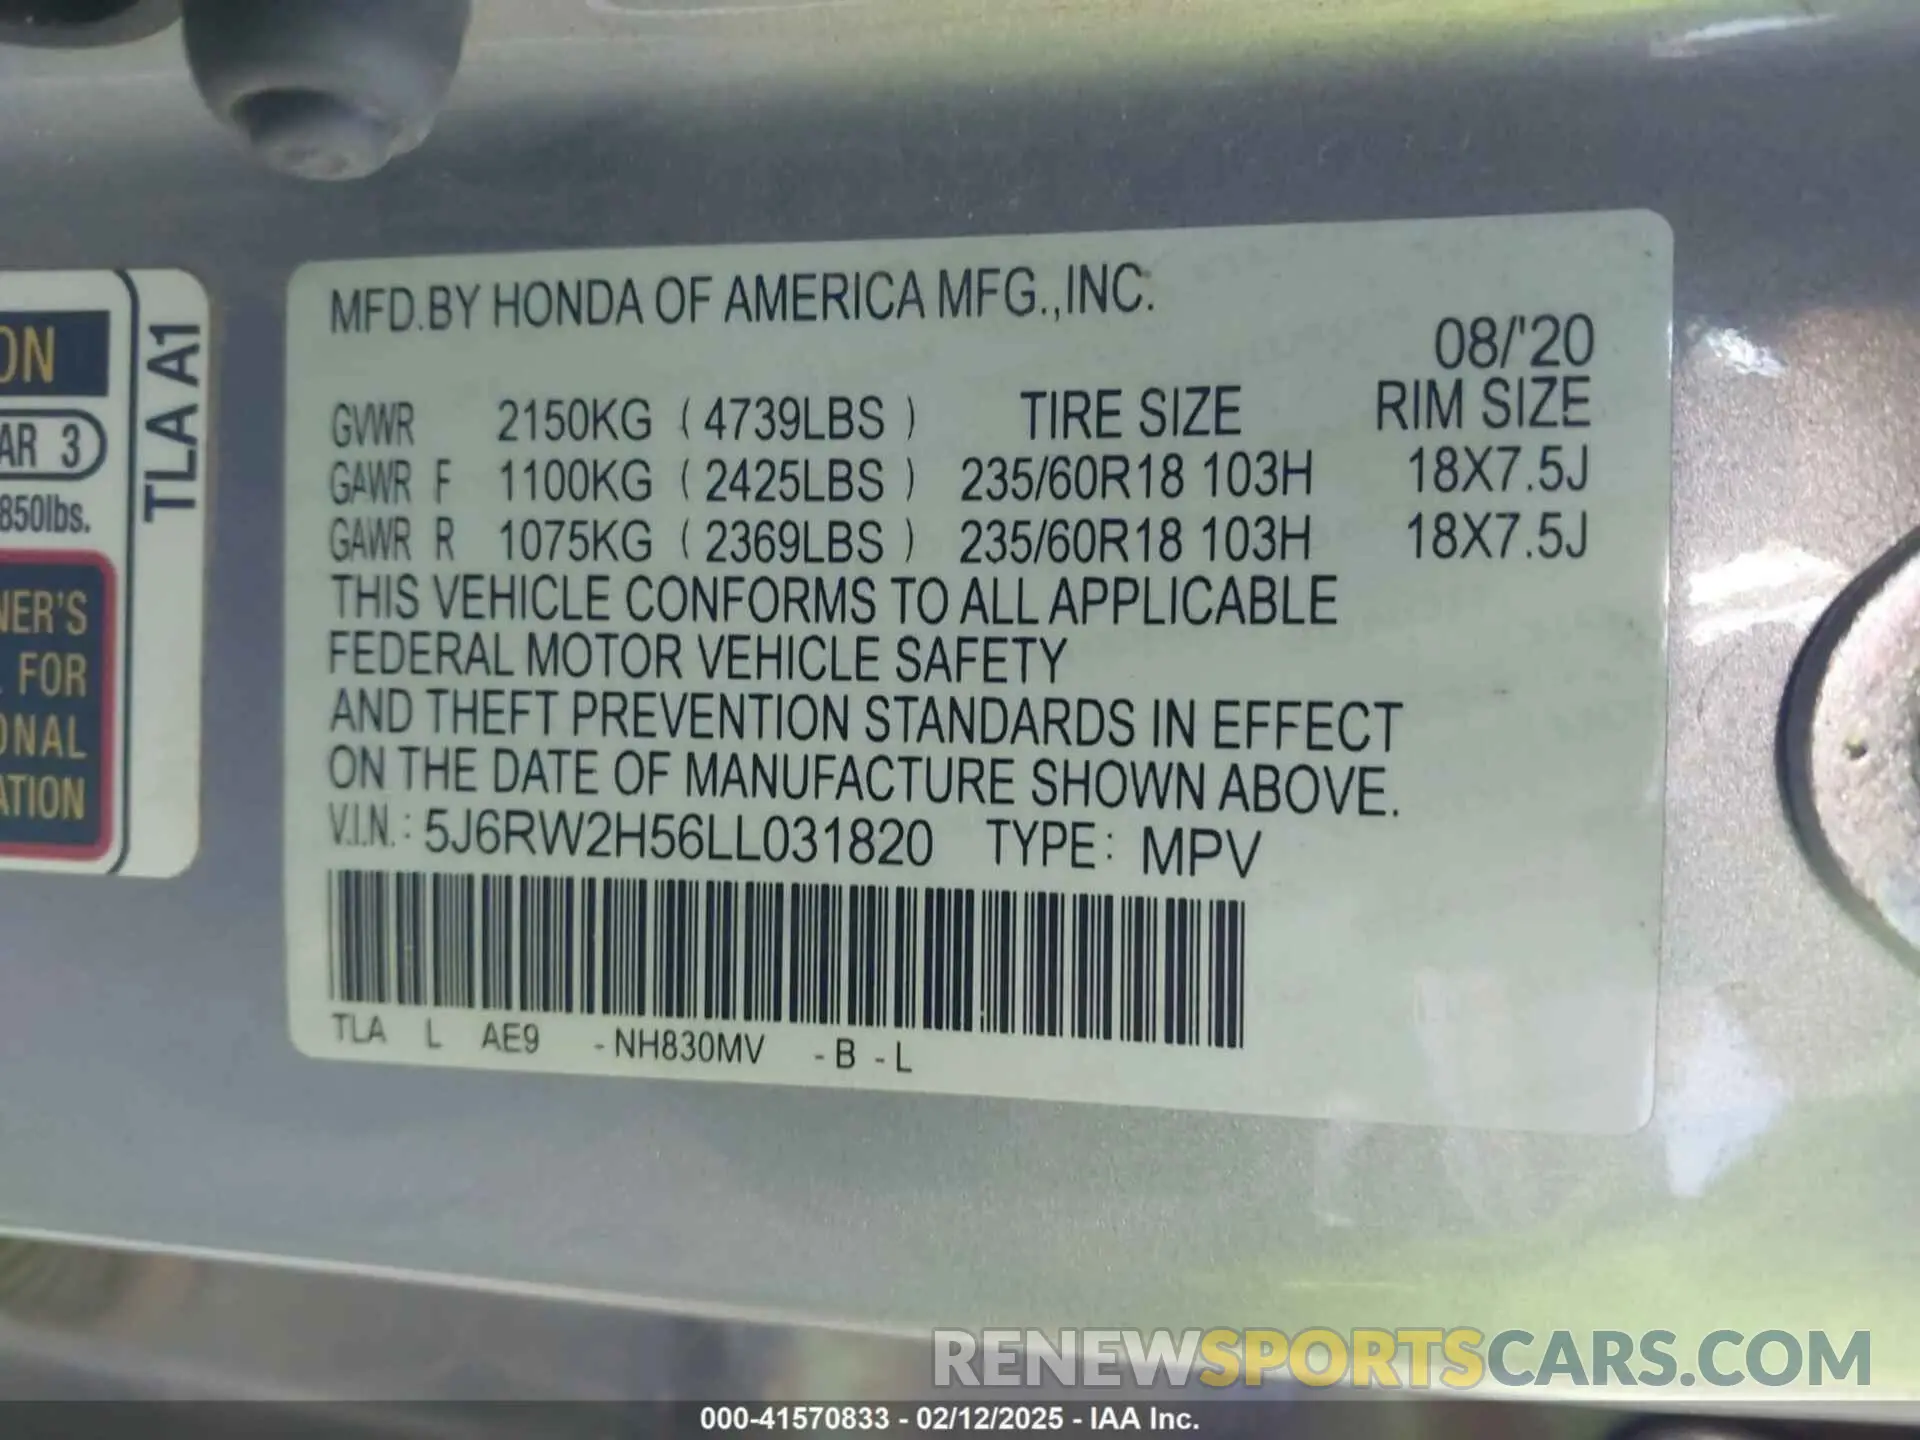 MFD.BY HONDA OF AMERICA MFG.,INC.
08/'20
GVWR 2150KG ( 4739LBS ) TIRE SIZE RIM SIZE
GAWR F 1100KG ( 2425LBS ) 235/60R18 103H 18X7.5J
GAWR R 1075KG ( 2369LBS ) 235/60R18 103H 18X7.5J
THIS VEHICLE CONFORMS TO ALL APPLICABLE
FEDERAL MOTOR VEHICLE SAFETY
AND THEFT PREVENTION STANDARDS IN EFFECT
ON THE DATE OF MANUFACTURE SHOWN ABOVE.
V.I.N.: 5J6RW2H56LL031820 TYPE: MPV
TLA L AE9 -NH830MV -B -L
TLA A1
ON
AR 3
850lbs.
NER'S
FOR
ONAL
ATION
RENEWSPORTSCARS.COM
000-41570833 - 02/12/2025 - IAA Inc.